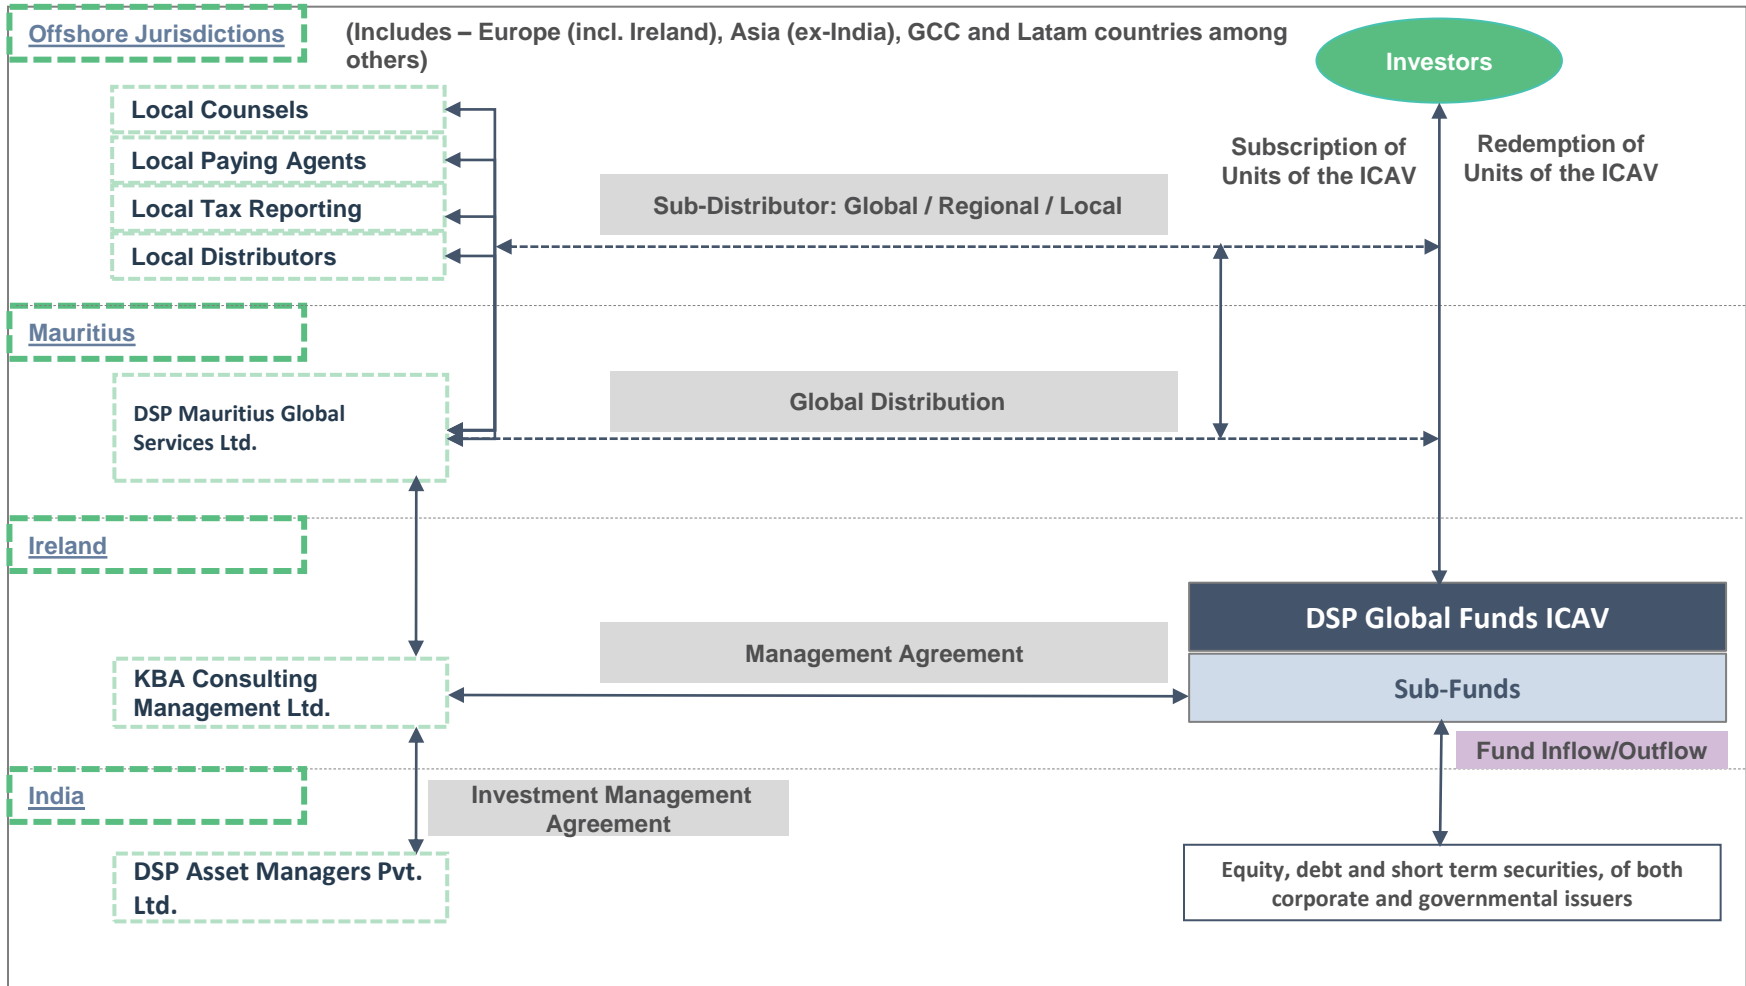 Offshore Jurisdictions
(Includes – Europe (incl. Ireland), Asia (ex-India), GCC and Latam countries among
others)
Investors
Local Counsels
Local Paying Agents
Local Tax Reporting
Local Distributors
Sub-Distributor: Global / Regional / Local
Subscription of
Units of the ICAV
Redemption of
Units of the ICAV
Mauritius
DSP Mauritius Global
Services Ltd.
Global Distribution
Ireland
DSP Global Funds ICAV
Sub-Funds
KBA Consulting
Management Ltd.
Management Agreement
Fund Inflow/Outflow
India
Investment Management
Agreement
DSP Asset Managers Pvt.
Ltd.
Equity, debt and short term securities, of both
corporate and governmental issuers